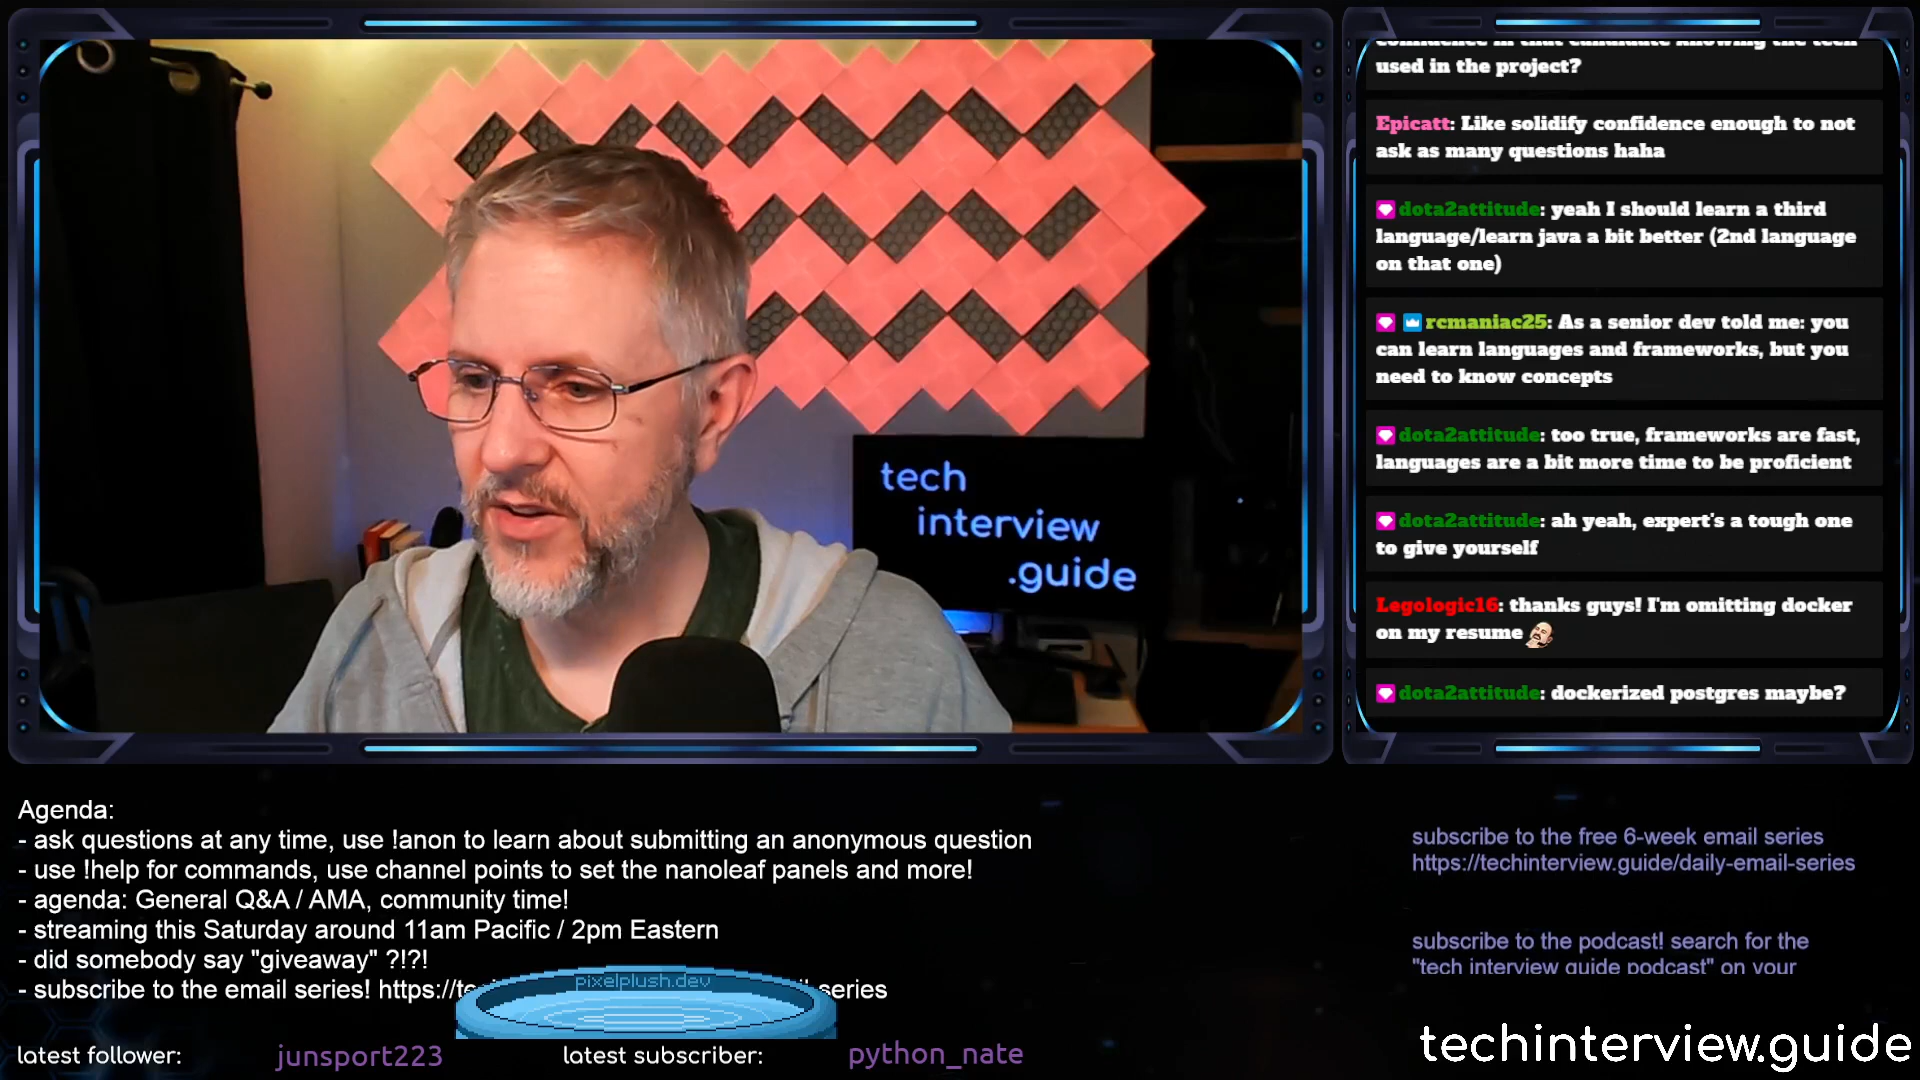 tech
interview
.guide
confidence in that candidate knowing the tech
used in the project?
Epicatt: Like solidify confidence enough to not
ask as many questions haha
dota2attitude: yeah I should learn a third
language/learn java a bit better (2nd language
on that one)
rcmaniac25: As a senior dev told me: you
can learn languages and frameworks, but you
need to know concepts
dota2attitude: too true, frameworks are fast,
languages are a bit more time to be proficient
dota2attitude: ah yeah, expert's a tough one
to give yourself
Legologic16: thanks guys! I'm omitting docker
on my resume
dota2attitude: dockerized postgres maybe?
Agenda:
- ask questions at any time, use !anon to learn about submitting an anonymous question
- use !help for commands, use channel points to set the nanoleaf panels and more!
- agenda: General Q&A / AMA, community time!
- streaming this Saturday around 11am Pacific / 2pm Eastern
- did somebody say "giveaway" ?!?!
- subscribe to the email series! https://te series
pixelplush.dev
latest follower: junsport223 latest subscriber: python_nate
subscribe to the free 6-week email series
https://techinterview.guide/daily-email-series
subscribe to the podcast! search for the
"tech interview guide podcast" on your
techinterview.guide